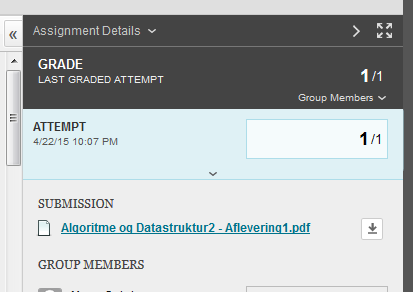 Assignment Details
GRADE
LAST GRADED ATTEMPT
1/1
Group Members
ATTEMPT
4/22/15 10:07 PM
1/1
SUBMISSION
Algoritme og Datastruktur2 - Aflevering1.pdf
GROUP MEMBERS